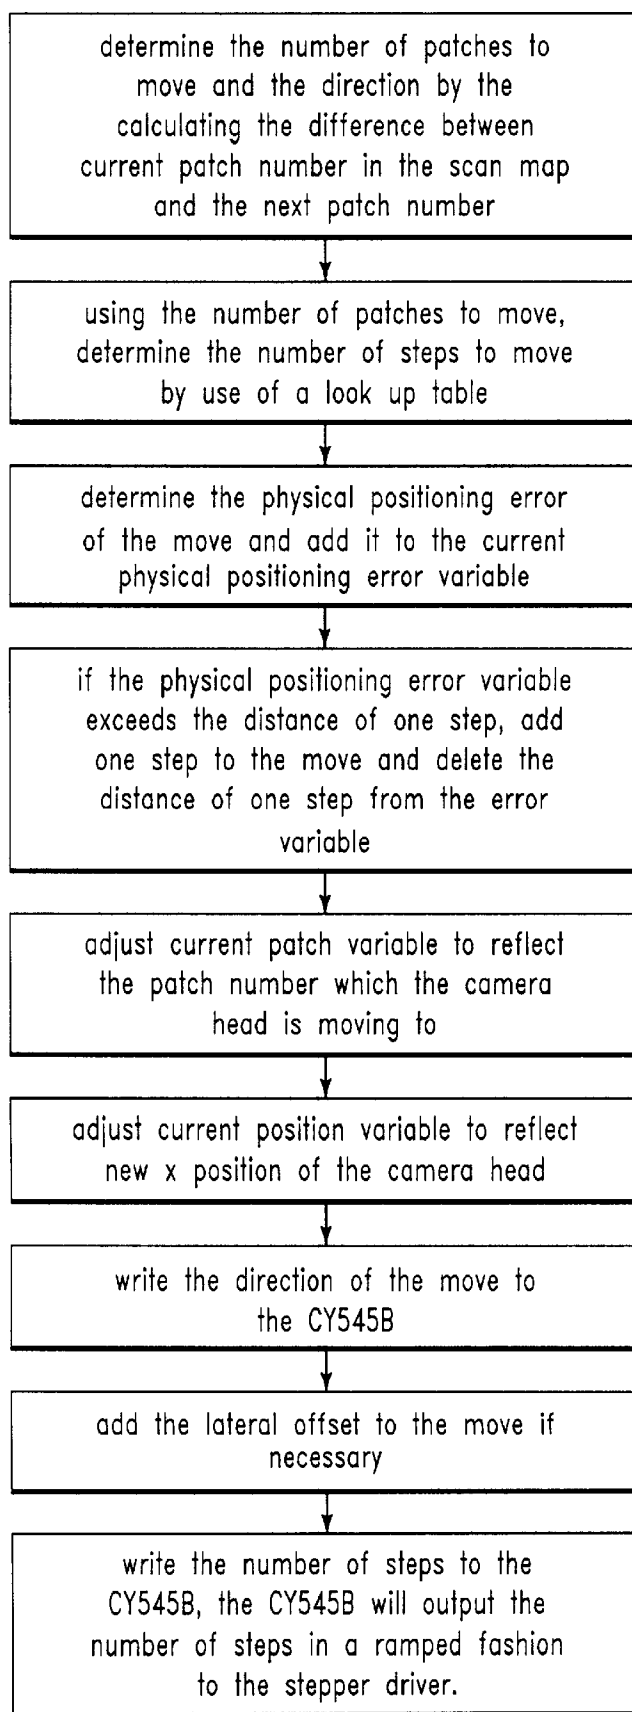 determine the number of patches to
move and the direction by the
calculating the difference between
current patch number in the scan map
and the next patch number
using the number of patches to move,
determine the number of steps to move
by use of a look up table
determine the physical positioning error
of the move and add it to the current
physical positioning error variable
if the physical positioning error variable
exceeds the distance of one step, add
one step to the move and delete the
distance of one step from the error
variable
adjust current patch variable to reflect
the patch number which the camera
head is moving to
adjust current position variable to reflect
new x position of the camera head
write the direction of the move to
the CY545B
add the lateral offset to the move if
necessary
write the number of steps to the
CY545B, the CY545B will output the
number of steps in a ramped fashion
to the stepper driver.